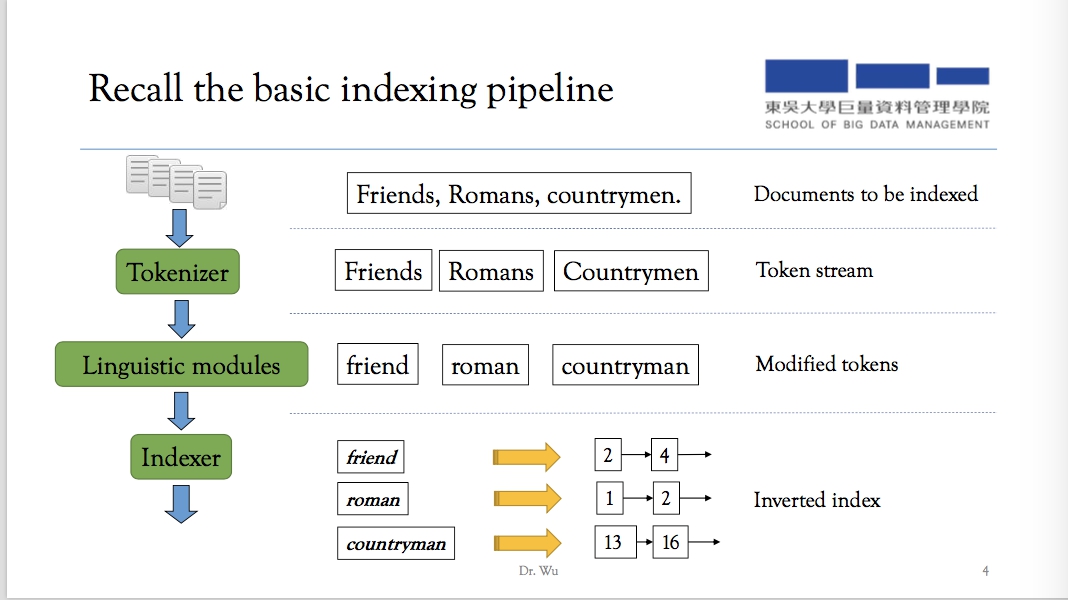 Recall the basic indexing pipeline
東吳大學巨量資料管理學院
SCHOOL OF BIG DATA MANAGEMENT
Friends, Romans, countrymen.
Documents to be indexed
Tokenizer
Friends
Romans
Countrymen
Token stream
Linguistic modules
friend
roman
countryman
Modified tokens
Indexer
friend
2
4
roman
1
2
Inverted index
countryman
13
16
Dr. Wu
4